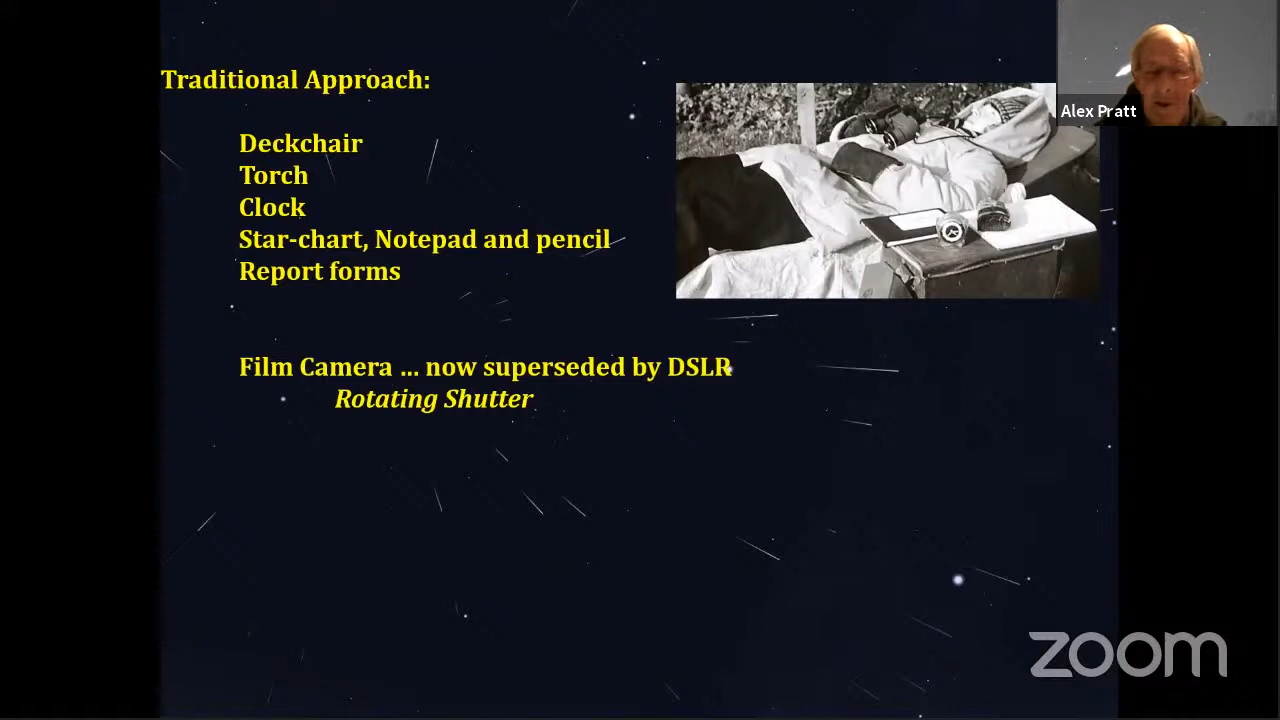 Traditional Approach:
Deckchair
Torch
Clock
Star-chart, Notepad and pencil
Report forms
Film Camera ... now superseded by DSLR
Rotating Shutter
Alex Pratt
zoom